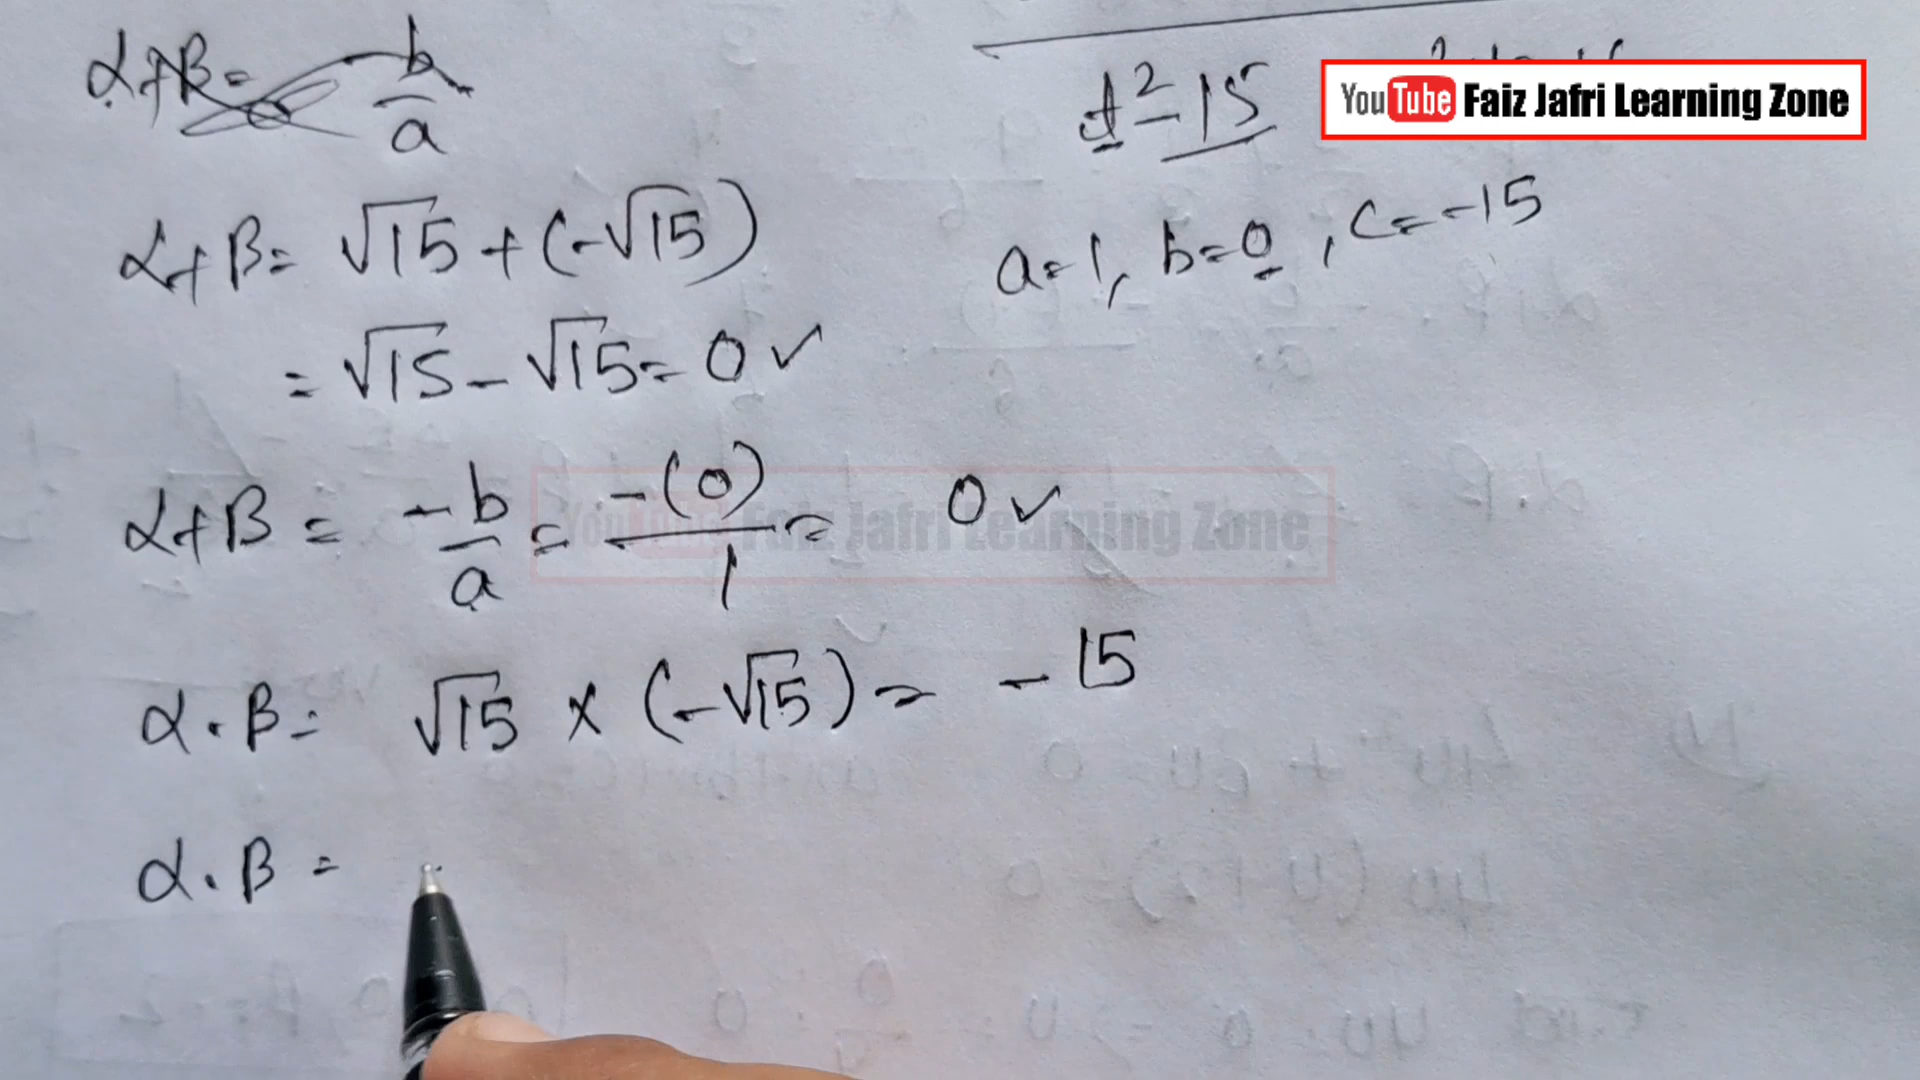 α+β= b/a
t²-15
YouTube Faiz Jafri Learning Zone
α+β= √15+(-√15)
a=1, b=0, c=-15
= √15-√15=0✓
α+β = -b/a = -(0)/1 = 0✓
YouTube Faiz Jafri Learning Zone
α.β= √15 × (-√15) = -15
α.β =